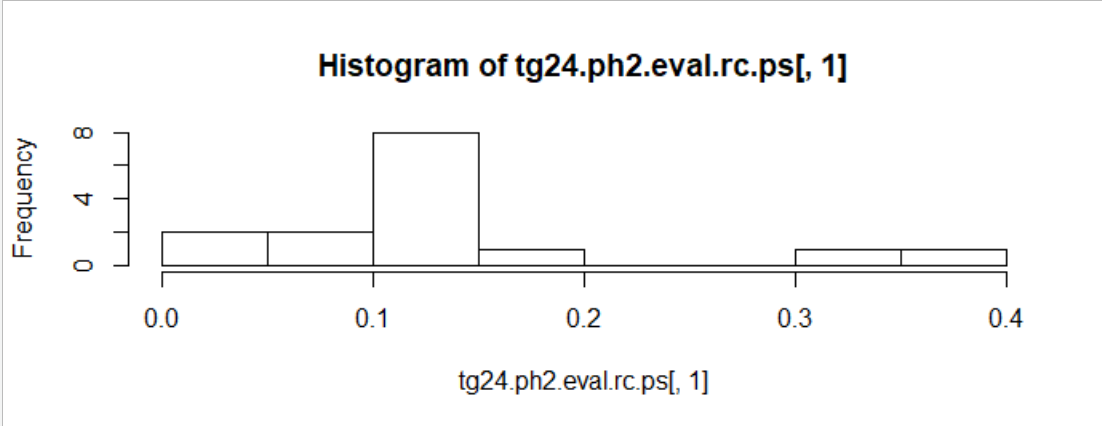 Histogram of tg24.ph2.eval.rc.ps[, 1]
Frequency
8
4
0
0.0 0.1 0.2 0.3 0.4
tg24.ph2.eval.rc.ps[, 1]